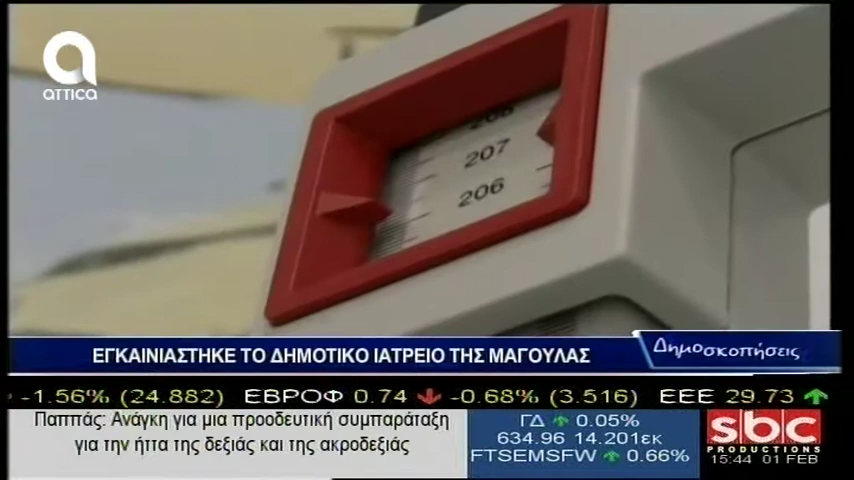 attica
208
207
206
ΕΓΚΑΙΝΙΑΣΤΗΚΕ ΤΟ ΔΗΜΟΤΙΚΟ ΙΑΤΡΕΙΟ ΤΗΣ ΜΑΓΟΥΛΑΣ
Δημοσκοπήσεις
-1.56% (24.882) ΕΒΡΟΦ 0.74 -0.68% (3.516) ΕΕΕ 29.73
Παππάς: Ανάγκη για μια προοδευτική συμπαράταξη
για την ήττα της δεξιάς και της ακροδεξιάς
ΓΔ 0.05%
634.96 14.201εκ
FTSEMSFW 0.66%
sbc
PRODUCTIONS
15:44 01 FEB